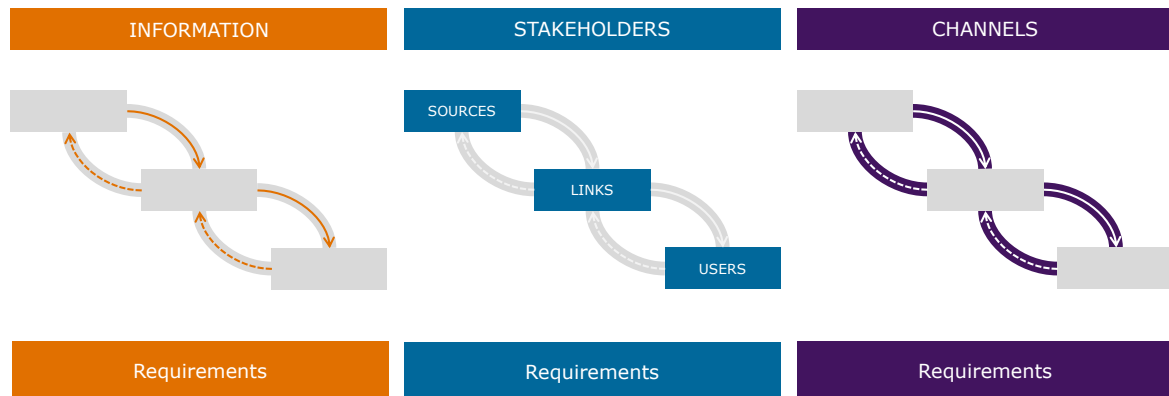 INFORMATION
STAKEHOLDERS
CHANNELS
SOURCES
LINKS
USERS
Requirements
Requirements
Requirements